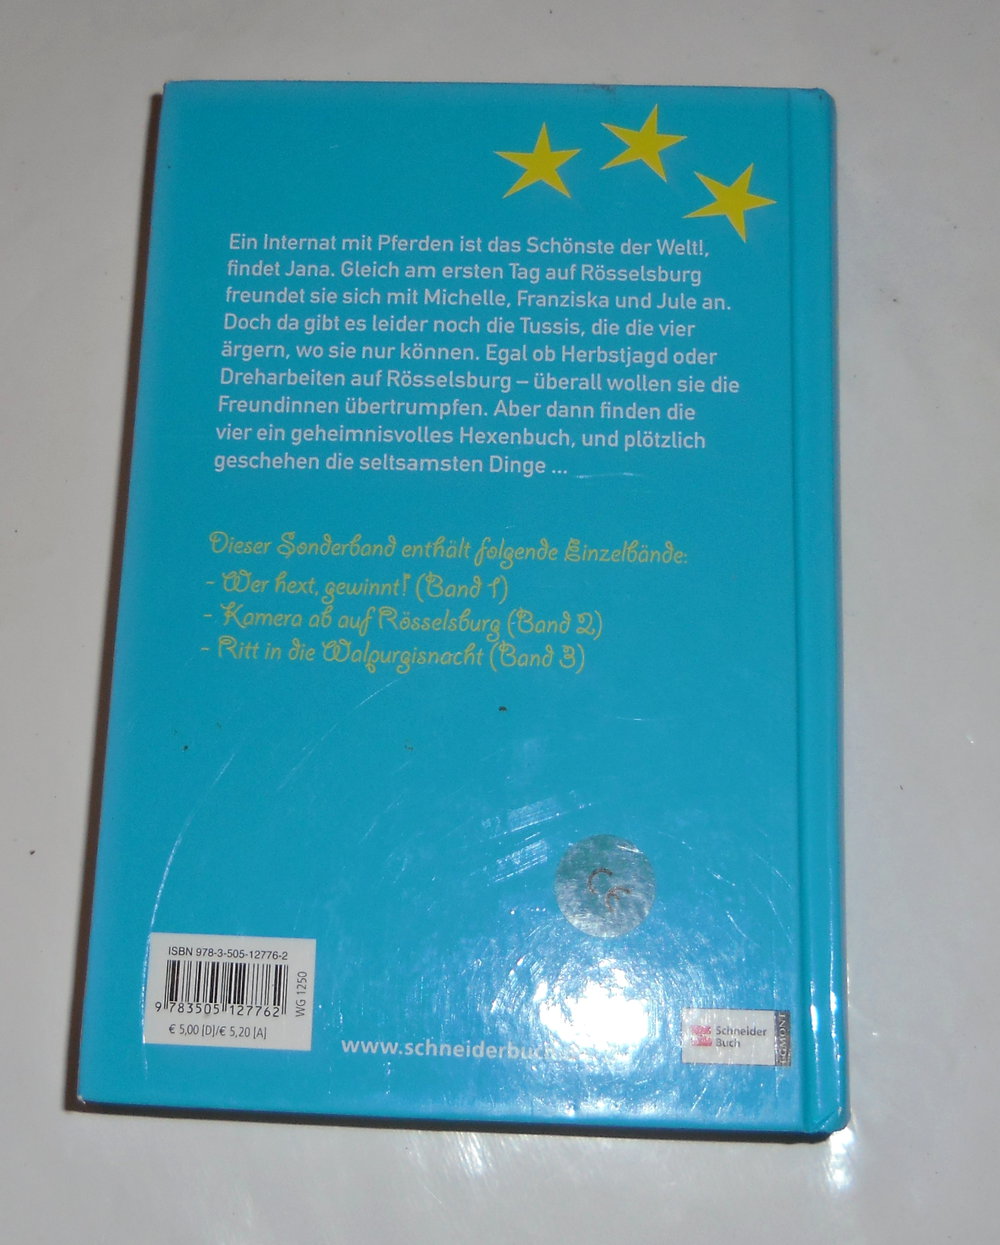 Ein Internat mit Pferden ist das Schönste der Welt!,
findet Jana. Gleich am ersten Tag auf Rösselsburg
freundet sie sich mit Michelle, Franziska und Jule an.
Doch da gibt es leider noch die Tussis, die die vier
ärgern, wo sie nur können. Egal ob Herbstjagd oder
Dreharbeiten auf Rösselsburg – überall wollen sie die
Freundinnen übertrumpfen. Aber dann finden die
vier ein geheimnisvolles Hexenbuch, und plötzlich
geschehen die seltsamsten Dinge ...
Dieser Sonderband enthält folgende Einzelbände:
- Wer hext, gewinnt! (Band 1)
- Kamera ab auf Rösselsburg (Band 2)
- Ritt in die Walpurgisnacht (Band 3)
ISBN 978-3-505-12776-2
9 783505 127762
WG 1250
€ 5,00 [D]/€ 5,20 [A]
www.schneiderbuch
Schneider
Buch
EGMONT